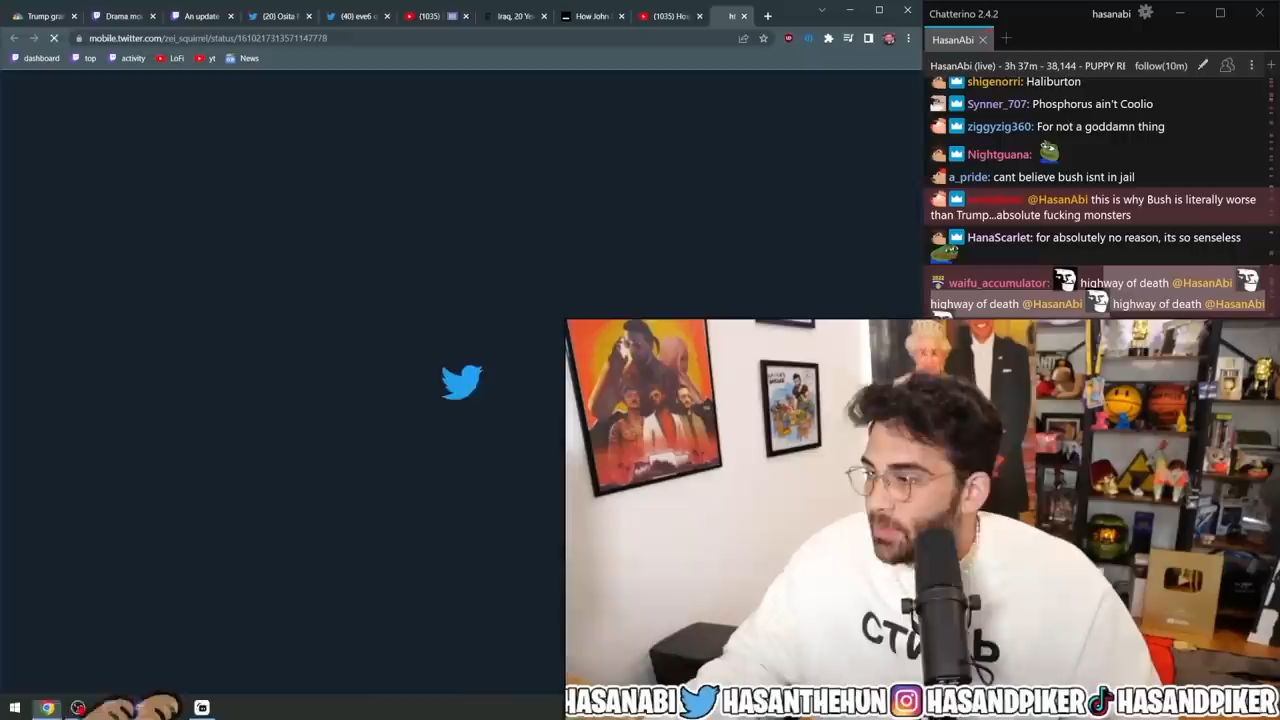 Trump gra
Drama mo
An update
(20) Osita
(40) eve6
(1035)
Iraq, 20 Ye
How John
(1035) Ho
mobile.twitter.com/zei_squirrel/status/1610217313571147778
dashboard
top
activity
LoFi
yt
News
Chatterino 2.4.2
hasanabi
HasanAbi
HasanAbi (live) - 3h 37m - 38,144 - PUPPY RI
follow(10m)
shigenorri: Haliburton
Synner_707: Phosphorus ain't Coolio
ziggyzig360: For not a goddamn thing
Nightguana:
a_pride: cant believe bush isnt in jail
@HasanAbi this is why Bush is literally worse
than Trump...absolute fucking monsters
HanaScarlet: for absolutely no reason, its so senseless
waifu_accumulator: highway of death @HasanAbi
highway of death @HasanAbi highway of death @HasanAbi
HASANABI HASANTHEHUN HASANDPIKER HASANDPIKER